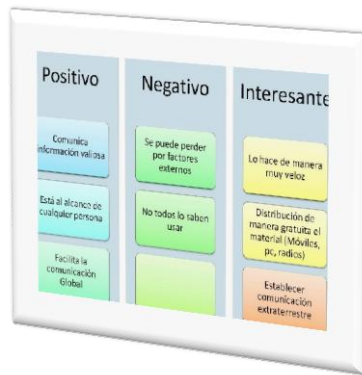 Positivo
Comunica
información valiosa
Está al alcance de
cualquier persona
Facilita la
comunicación
Global
Negativo
Se puede perder
por factores
externos
No todos lo saben
usar
Interesante
Lo hace de manera
muy veloz
Distribución de
manera gratuita el
material (Móviles,
pc, radios)
Establecer
comunicación
extraterrestre